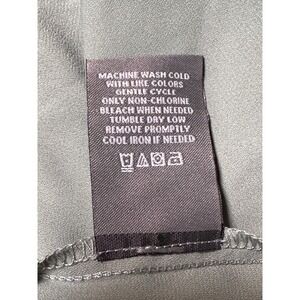 MACHINE WASH COLD
WITH LIKE COLORS
GENTLE CYCLE
ONLY NON-CHLORINE
BLEACH WHEN NEEDED
TUMBLE DRY LOW
REMOVE PROMPTLY
COOL IRON IF NEEDED